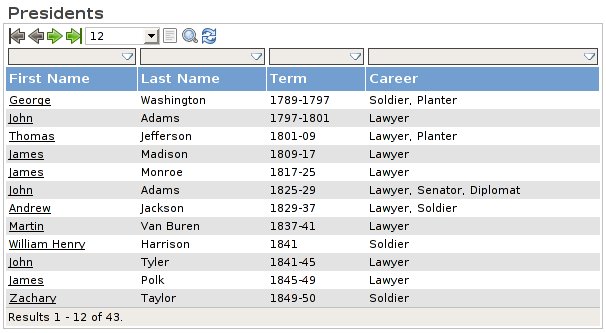 Presidents
12
First Name Last Name Term Career
George Washington 1789-1797 Soldier, Planter
John Adams 1797-1801 Lawyer
Thomas Jefferson 1801-09 Lawyer, Planter
James Madison 1809-17 Lawyer
James Monroe 1817-25 Lawyer
John Adams 1825-29 Lawyer, Senator, Diplomat
Andrew Jackson 1829-37 Lawyer, Soldier
Martin Van Buren 1837-41 Lawyer
William Henry Harrison 1841 Soldier
John Tyler 1841-45 Lawyer
James Polk 1845-49 Lawyer
Zachary Taylor 1849-50 Soldier
Results 1 - 12 of 43.